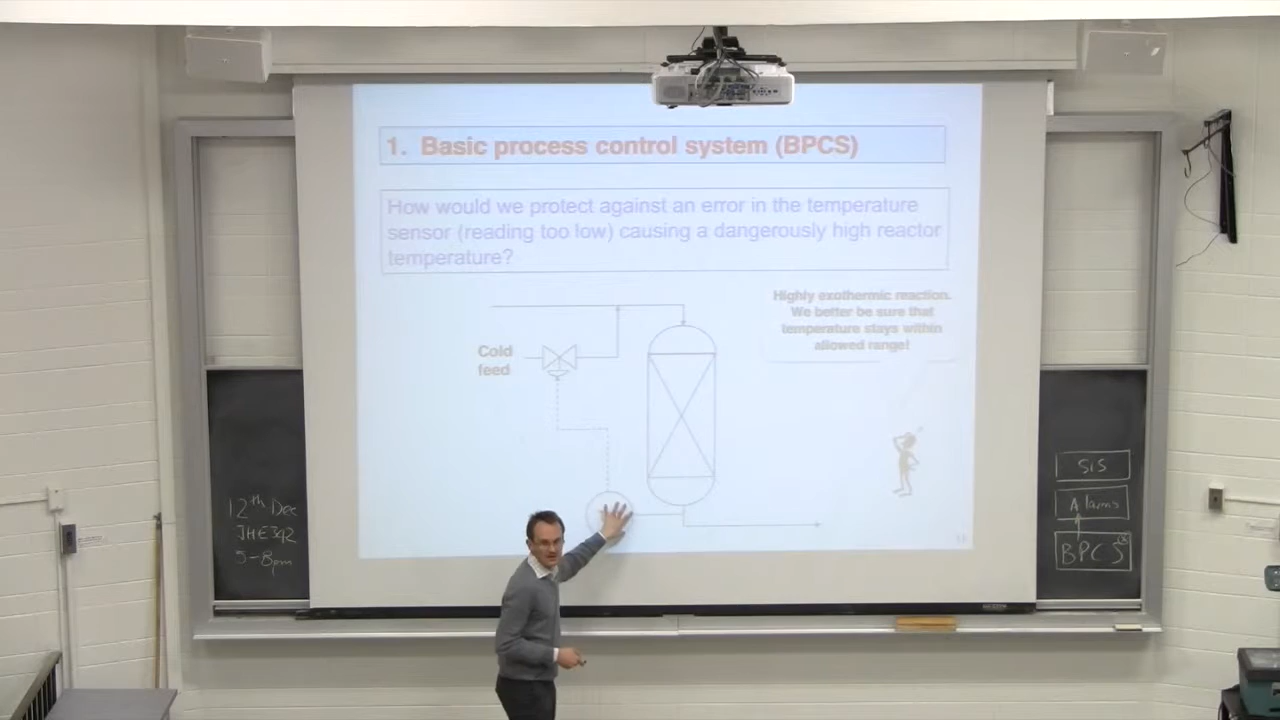 1. Basic process control system (BPCS)
How would we protect against an error in the temperature
sensor (reading too low) causing a dangerously high reactor
temperature?
Highly exothermic reaction.
We better be sure that
temperature stays within
allowed range!
Cold
feed
12th Dec
JHE342
5-8pm
SIS
Alarms
BPCS